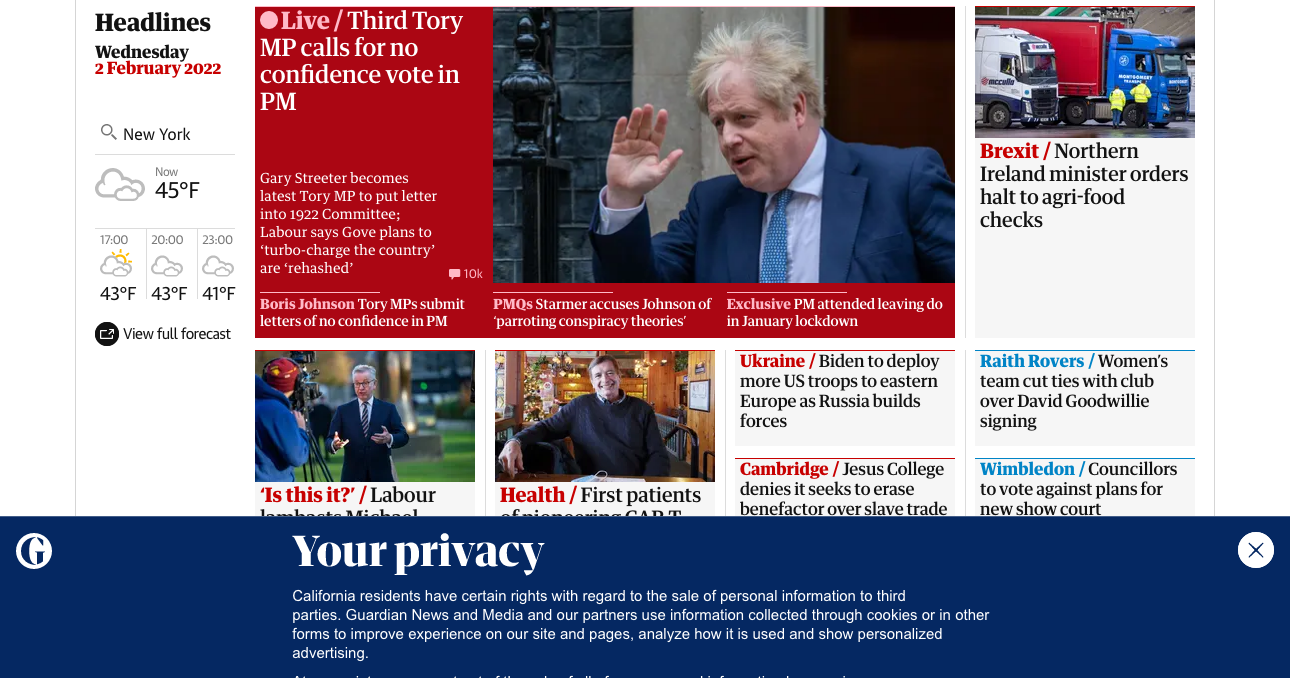 Headlines
Wednesday
2 February 2022
New York
Now
45°F
17:00
20:00
23:00
43°F
43°F
41°F
View full forecast
Live / Third Tory
MP calls for no
confidence vote in
PM
Gary Streeter becomes
latest Tory MP to put letter
into 1922 Committee;
Labour says Gove plans to
‘turbo-charge the country’
are ‘rehashed’
10k
Boris Johnson Tory MPs submit
letters of no confidence in PM
PMQs Starmer accuses Johnson of
‘parroting conspiracy theories’
Exclusive PM attended leaving do
in January lockdown
Brexit / Northern
Ireland minister orders
halt to agri-food
checks
‘Is this it?’ / Labour
lambasts Michael
Health / First patients
of pioneering CAR-T
Ukraine / Biden to deploy
more US troops to eastern
Europe as Russia builds
forces
Cambridge / Jesus College
denies it seeks to erase
benefactor over slave trade
Raith Rovers / Women’s
team cut ties with club
over David Goodwillie
signing
Wimbledon / Councillors
to vote against plans for
new show court
Your privacy
California residents have certain rights with regard to the sale of personal information to third
parties. Guardian News and Media and our partners use information collected through cookies or in other
forms to improve experience on our site and pages, analyze how it is used and show personalized
advertising.